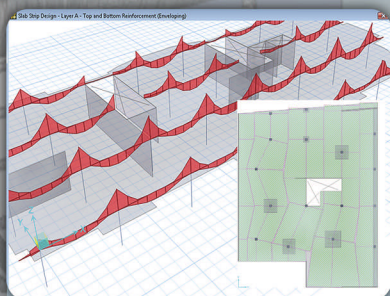 Slab Strip Design - Layer A - Top and Bottom Reinforcement (Enveloping)